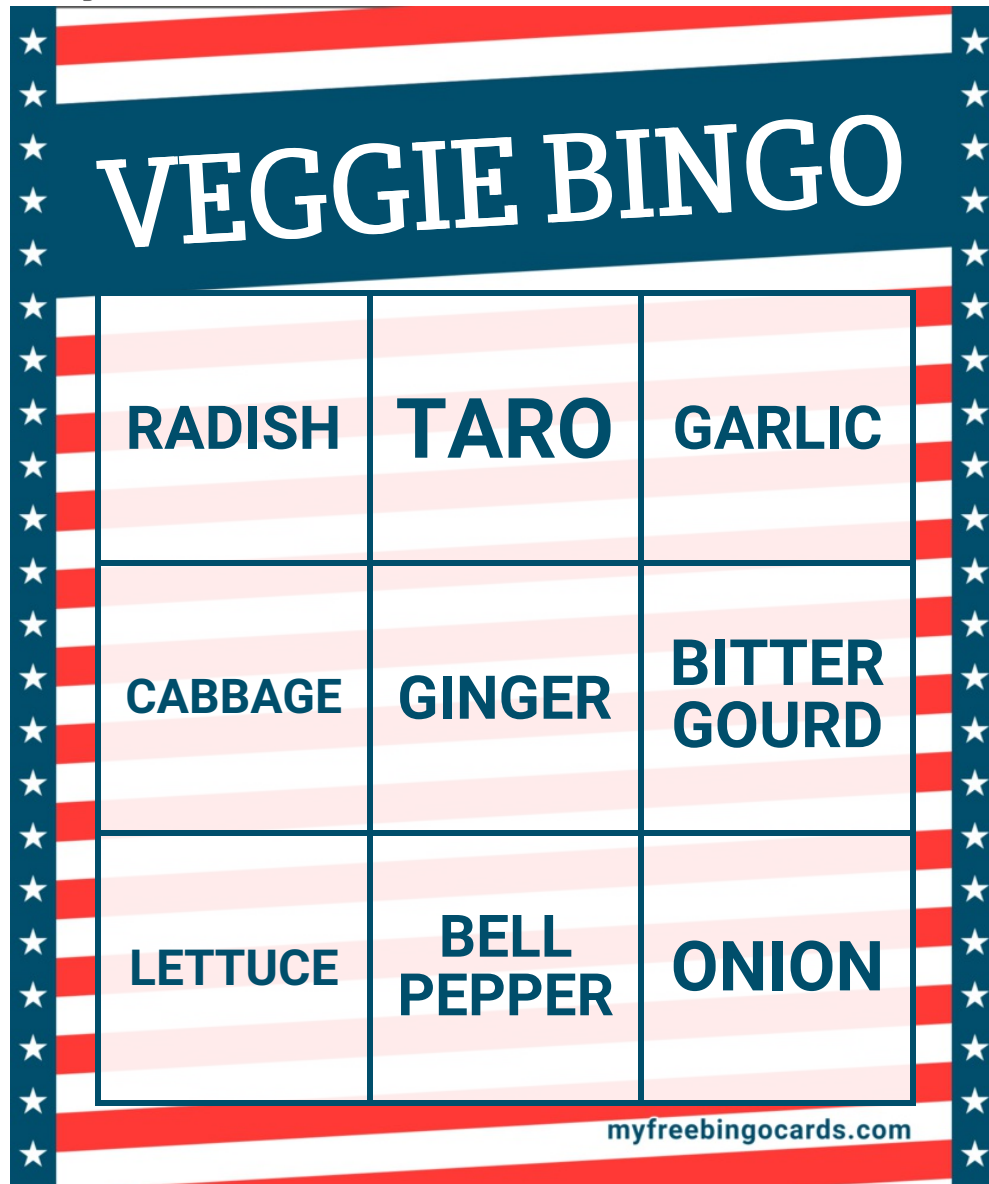 VEGGIE BINGO
RADISH
TARO
GARLIC
CABBAGE
GINGER
BITTER
GOURD
LETTUCE
BELL
PEPPER
ONION
myfreebingocards.com